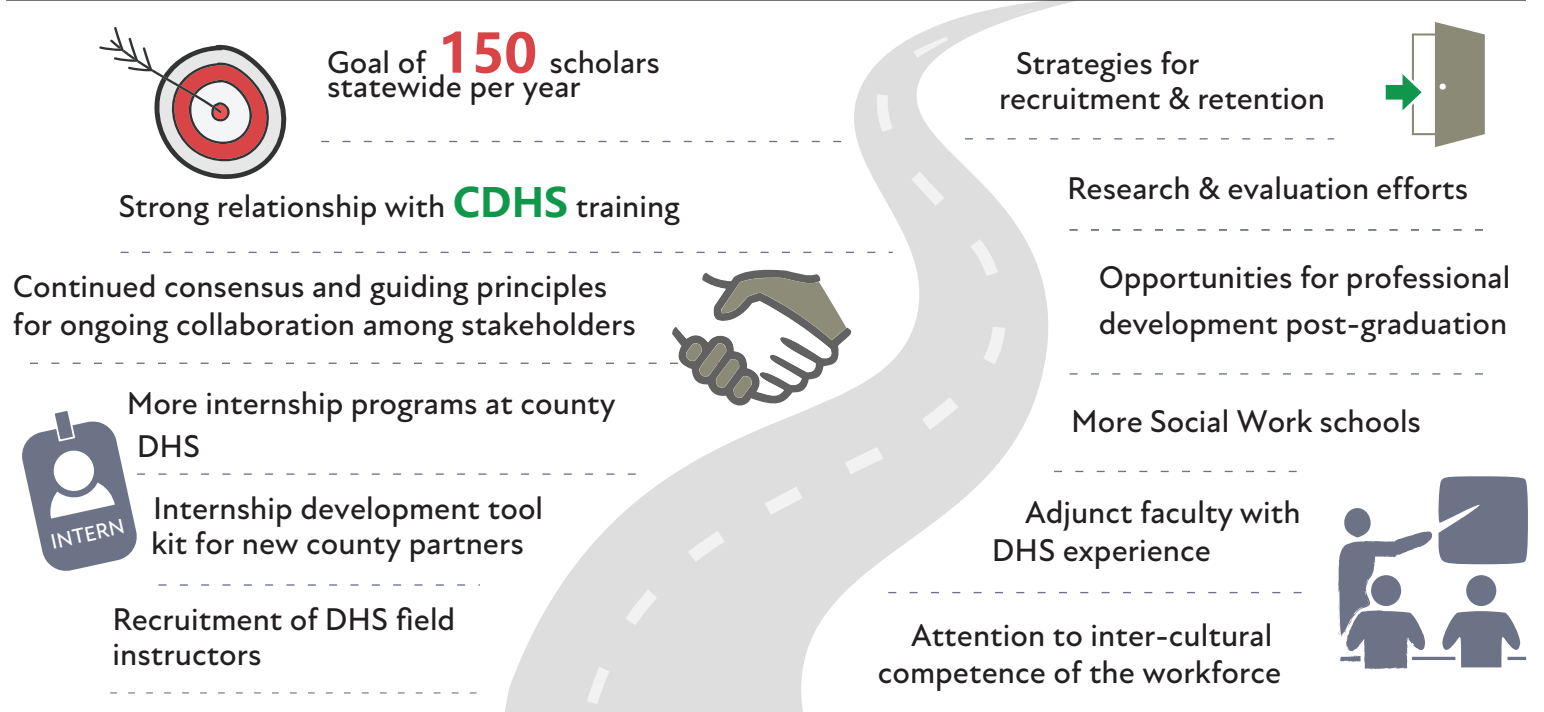 Goal of 150 scholars
statewide per year
Strong relationship with CDHS training
Continued consensus and guiding principles
for ongoing collaboration among stakeholders
More internship programs at county
DHS
INTERN
Internship development tool
kit for new county partners
Recruitment of DHS field
instructors
Strategies for
recruitment & retention
Research & evaluation efforts
Opportunities for professional
development post-graduation
More Social Work schools
Adjunct faculty with
DHS experience
Attention to inter-cultural
competence of the workforce